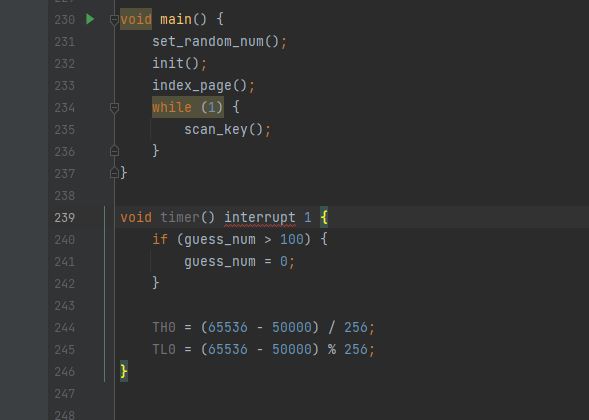 230 void main() {
231     set_random_num();
232     init();
233     index_page();
234     while (1) {
235         scan_key();
236     }
237 }
238
239 void timer() interrupt 1 {
240     if (guess_num > 100) {
241         guess_num = 0;
242     }
243
244     TH0 = (65536 - 50000) / 256;
245     TL0 = (65536 - 50000) % 256;
246 }
247
248